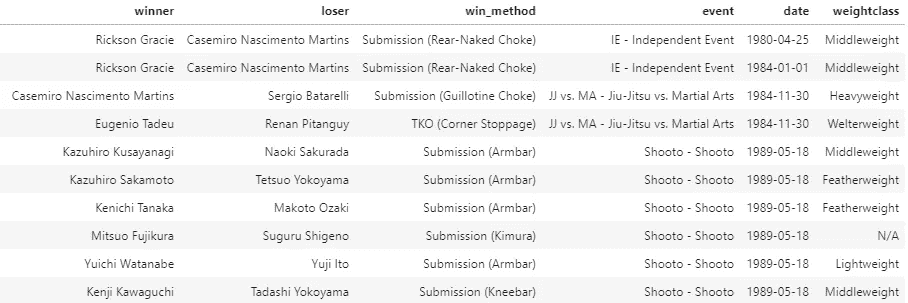 winner loser win_method event date weightclass
Rickson Gracie Casemiro Nascimento Martins Submission (Rear-Naked Choke) IE - Independent Event 1980-04-25 Middleweight
Rickson Gracie Casemiro Nascimento Martins Submission (Rear-Naked Choke) IE - Independent Event 1984-01-01 Middleweight
Casemiro Nascimento Martins Sergio Batarelli Submission (Guillotine Choke) JJ vs. MA - Jiu-Jitsu vs. Martial Arts 1984-11-30 Heavyweight
Eugenio Tadeu Renan Pitanguy TKO (Corner Stoppage) JJ vs. MA - Jiu-Jitsu vs. Martial Arts 1984-11-30 Welterweight
Kazuhiro Kusayanagi Naoki Sakurada Submission (Armbar) Shooto - Shooto 1989-05-18 Middleweight
Kazuhiro Sakamoto Tetsuo Yokoyama Submission (Armbar) Shooto - Shooto 1989-05-18 Featherweight
Kenichi Tanaka Makoto Ozaki Submission (Armbar) Shooto - Shooto 1989-05-18 Featherweight
Mitsuo Fujikura Suguru Shigeno Submission (Kimura) Shooto - Shooto 1989-05-18 N/A
Yuichi Watanabe Yuji Ito Submission (Armbar) Shooto - Shooto 1989-05-18 Lightweight
Kenji Kawaguchi Tadashi Yokoyama Submission (Kneebar) Shooto - Shooto 1989-05-18 Middleweight